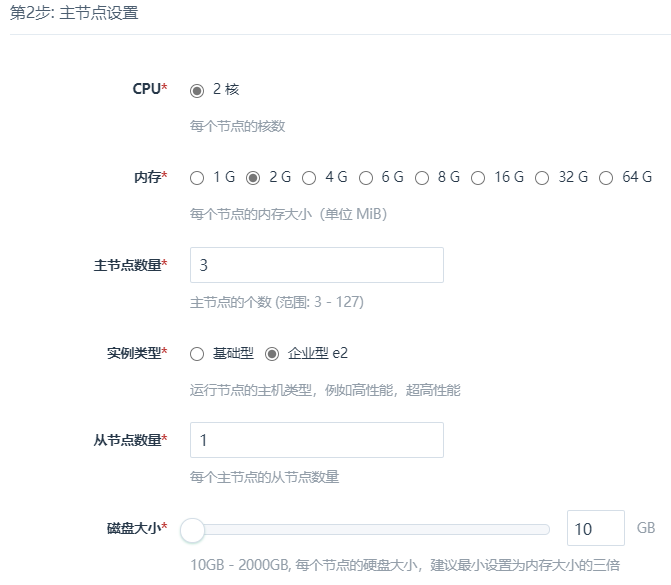 第2步: 主节点设置
CPU* 2 核
每个节点的核数
内存* 1 G 2 G 4 G 6 G 8 G 16 G 32 G 64 G
每个节点的内存大小（单位 MiB）
主节点数量* 3
主节点的个数 (范围: 3 - 127)
实例类型* 基础型 企业型 e2
运行节点的主机类型，例如高性能，超高性能
从节点数量* 1
每个主节点的从节点数量
磁盘大小* 10 GB
10GB - 2000GB, 每个节点的硬盘大小，建议最小设置为内存大小的三倍